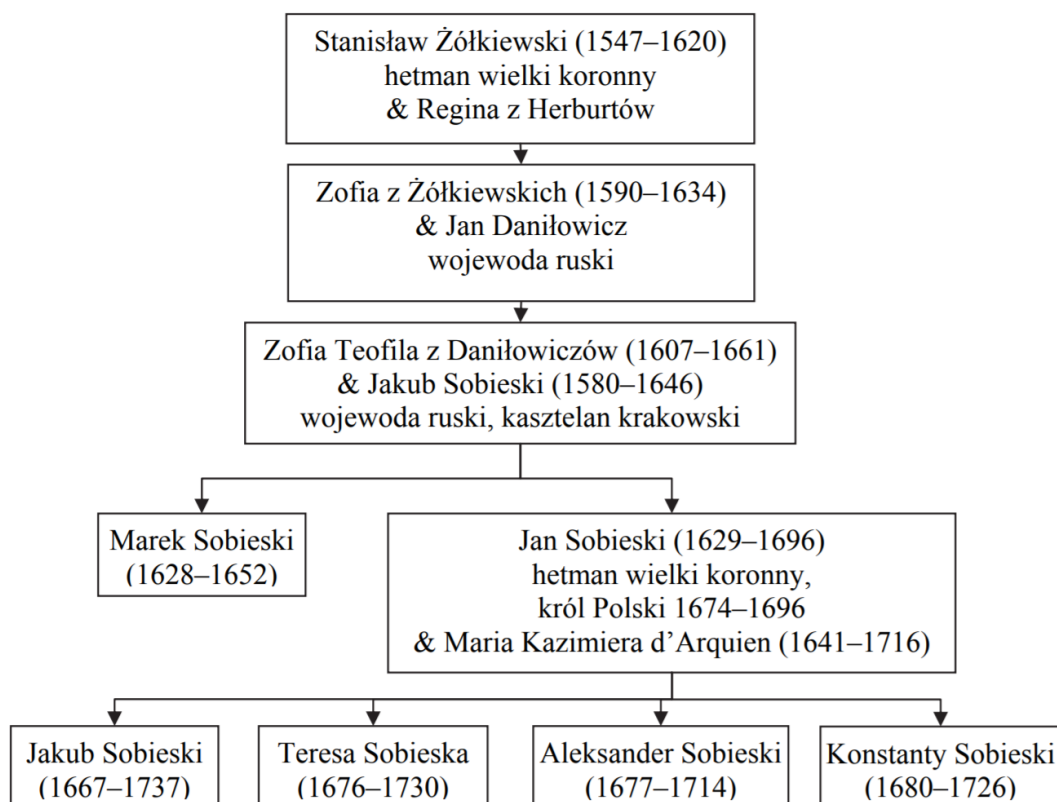 Stanisław Żółkiewski (1547–1620)
hetman wielki koronny
& Regina z Herburtów
Zofia z Żółkiewskich (1590–1634)
& Jan Daniłowicz
wojewoda ruski
Zofia Teofila z Daniłowiczów (1607–1661)
& Jakub Sobieski (1580–1646)
wojewoda ruski, kasztelan krakowski
Marek Sobieski
(1628–1652)
Jan Sobieski (1629–1696)
hetman wielki koronny,
król Polski 1674–1696
& Maria Kazimiera d’Arquien (1641–1716)
Jakub Sobieski
(1667–1737)
Teresa Sobieska
(1676–1730)
Aleksander Sobieski
(1677–1714)
Konstanty Sobieski
(1680–1726)